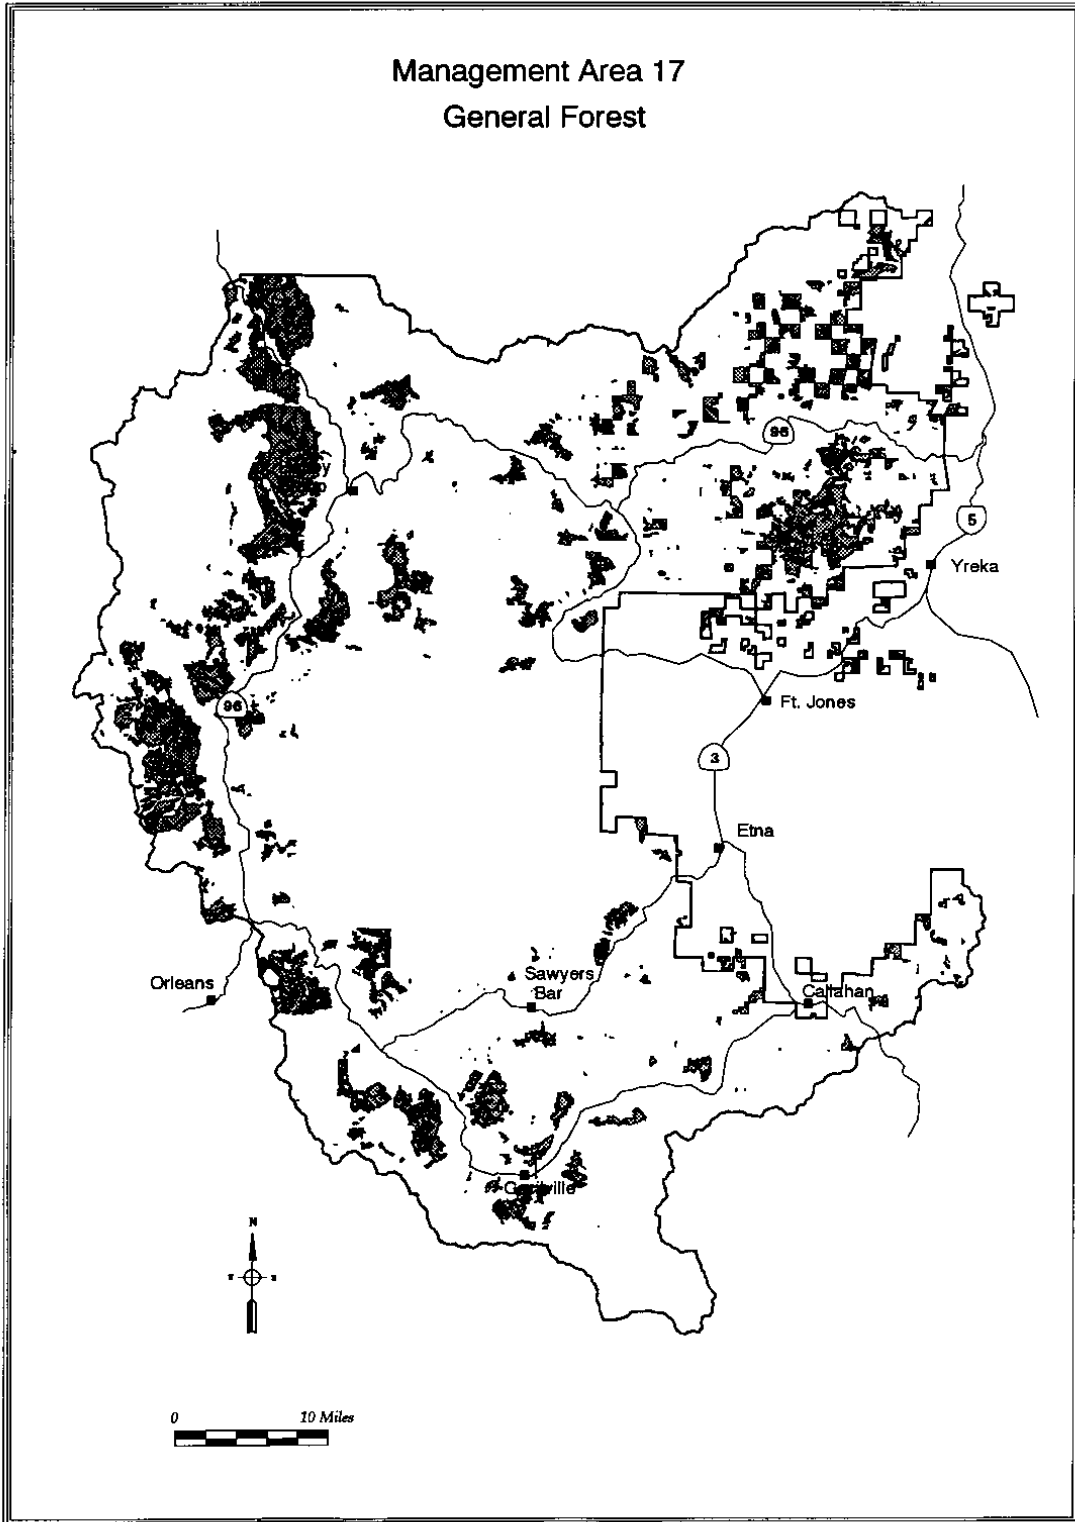 Management Area 17
General Forest
96
5
Yreka
Ft. Jones
96
3
Etna
Orleans
Sawyers
Bar
Callahan
N
0 10 Miles